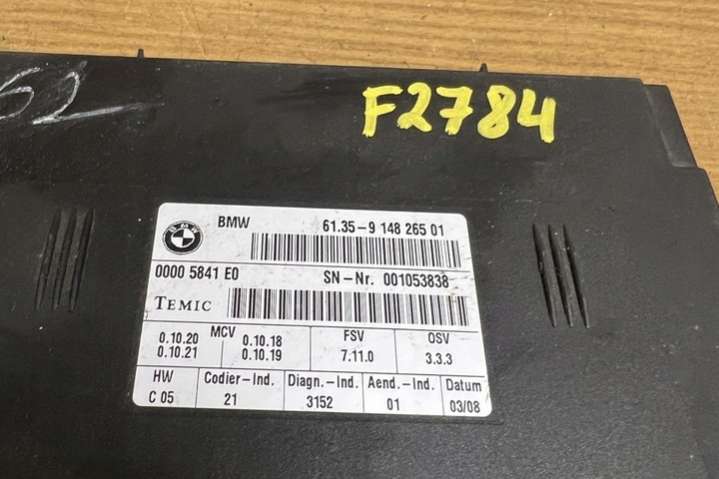 62
F2784
BMW 61.35-9 148 265 01
0000 5841 E0 SN-Nr. 001053838
TEMIC
MCV FSV OSV
0.10.20 0.10.18 7.11.0 3.3.3
0.10.21 0.10.19
HW Codier-Ind. Diagn.-Ind. Aend.-Ind. Datum
C 05 21 3152 01 03/08